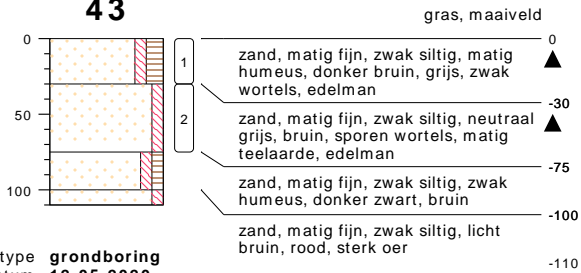 43
gras, maaiveld
0
0
zand, matig fijn, zwak siltig, matig
humeus, donker bruin, grijs, zwak
wortels, edelman
1
-30
zand, matig fijn, zwak siltig, neutraal
grijs, bruin, sporen wortels, matig
teelaarde, edelman
50
2
-75
zand, matig fijn, zwak siltig, zwak
humeus, donker zwart, bruin
100
-100
zand, matig fijn, zwak siltig, licht
bruin, rood, sterk oer
-110
type grondboring